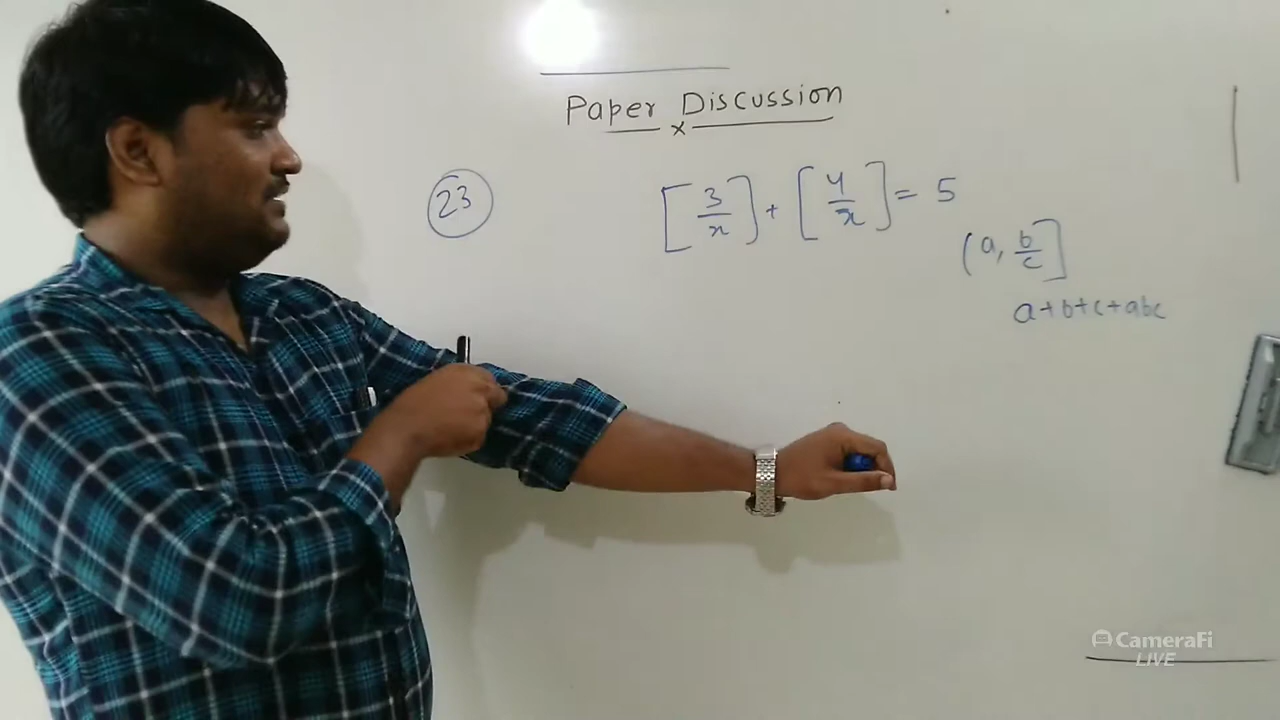 Paper Discussion
x
23
[3/x] + [4/x] = 5
(a, b/c]
a+b+c+abc
CameraFi
LIVE